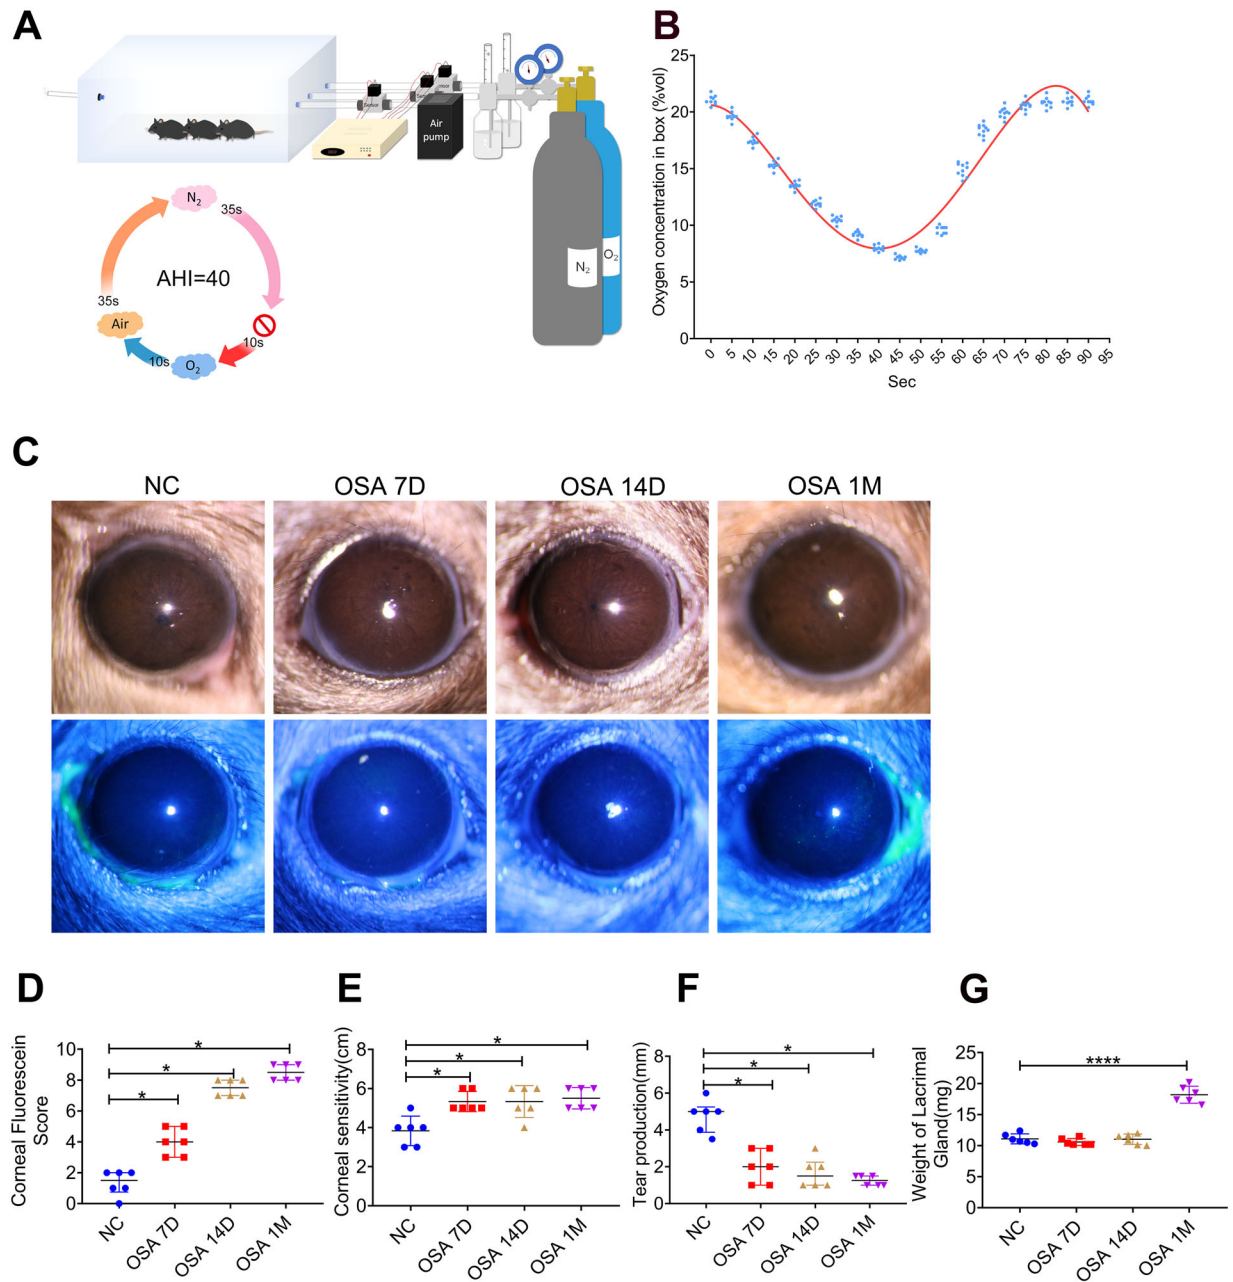 A
Sensor
Sensor
Air
pump
N2
O2
N2
35s
AHI=40
35s
Air
10s
10s
O2
B
Oxygen concentration in box (%vol)
25
20
15
10
5
0
0 5 10 15 20 25 30 35 40 45 50 55 60 65 70 75 80 85 90 95
Sec
C
NC OSA 7D OSA 14D OSA 1M
D
Corneal Fluorescein
Score
10
8
6
4
2
0
*
*
*
NC OSA 7D OSA 14D OSA 1M
E
Corneal sensitivity(cm)
8
6
4
2
0
*
*
*
NC OSA 7D OSA 14D OSA 1M
F
Tear production(mm)
8
6
4
2
0
*
*
*
NC OSA 7D OSA 14D OSA 1M
G
Weight of Lacrimal
Gland(mg)
25
20
15
10
5
0
****
NC OSA 7D OSA 14D OSA 1M